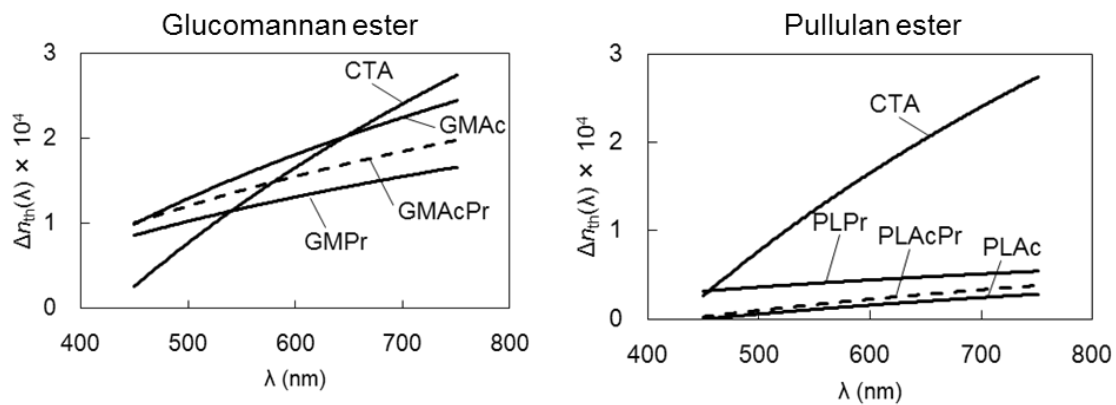 Glucomannan ester
Δnth(λ) × 10⁴
3
2
1
0
CTA
GMAc
GMAcPr
GMPr
400 500 600 700 800
λ (nm)
Pullulan ester
Δnth(λ) × 10⁴
3
2
1
0
CTA
PLPr
PLAcPr
PLAc
400 500 600 700 800
λ (nm)